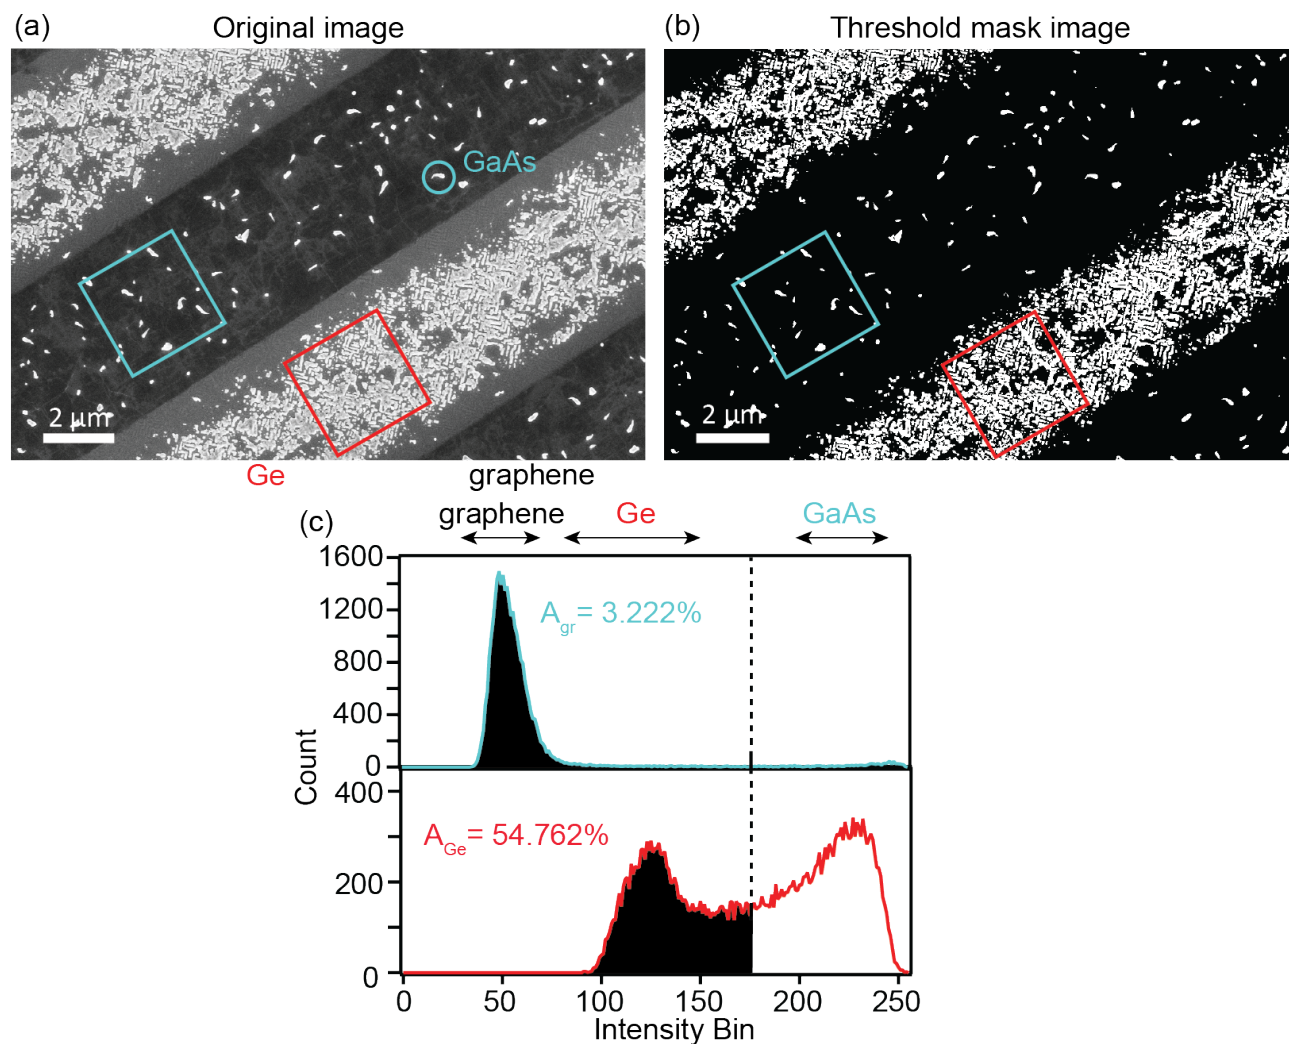 (a) Original image
(b) Threshold mask image
GaAs
2 µm
2 µm
Ge
graphene
(c)
graphene Ge GaAs
1600
1200
800
400
0
A_gr = 3.222%
Count
400
200
0
A_Ge = 54.762%
0 50 100 150 200 250
Intensity Bin